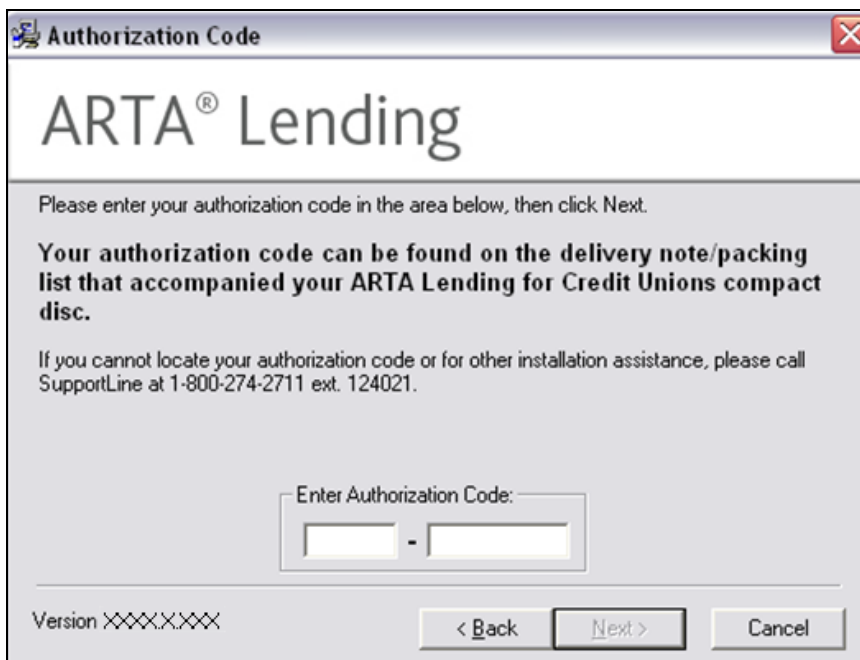 Authorization Code
ARTA® Lending
Please enter your authorization code in the area below, then click Next.
Your authorization code can be found on the delivery note/packing
list that accompanied your ARTA Lending for Credit Unions compact
disc.
If you cannot locate your authorization code or for other installation assistance, please call
SupportLine at 1-800-274-2711 ext. 124021.
Enter Authorization Code:
-
Version XXXX.X.XXX
< Back
Next >
Cancel